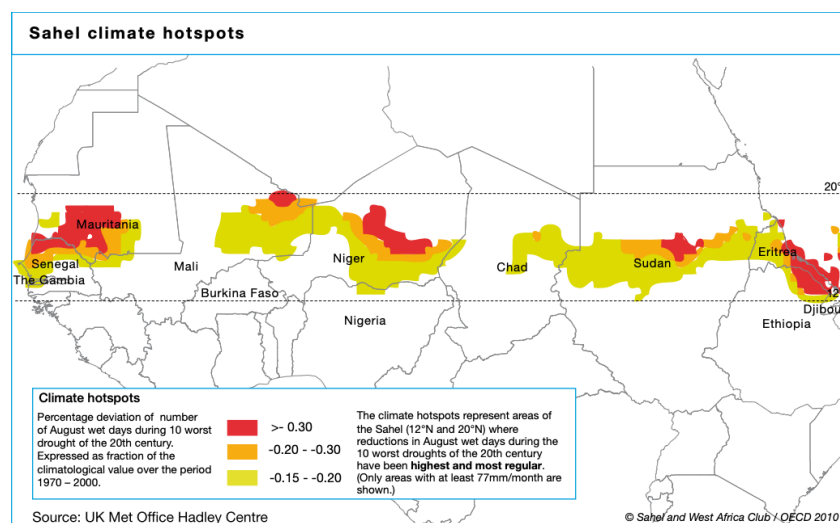 Sahel climate hotspots
20°
Mauritania
Senegal
Mali
The Gambia
Burkina Faso
Niger
Nigeria
Chad
Sudan
Eritrea
12°
Djibou
Ethiopia
Climate hotspots
Percentage deviation of number
of August wet days during 10 worst
drought of the 20th century.
Expressed as fraction of the
climatological value over the period
1970 – 2000.
>- 0.30
-0.20 - -0.30
-0.15 - -0.20
The climate hotspots represent areas of
the Sahel (12°N and 20°N) where
reductions in August wet days during the
10 worst droughts of the 20th century
have been highest and most regular.
(Only areas with at least 77mm/month are
shown.)
Source: UK Met Office Hadley Centre
© Sahel and West Africa Club / OECD 2010